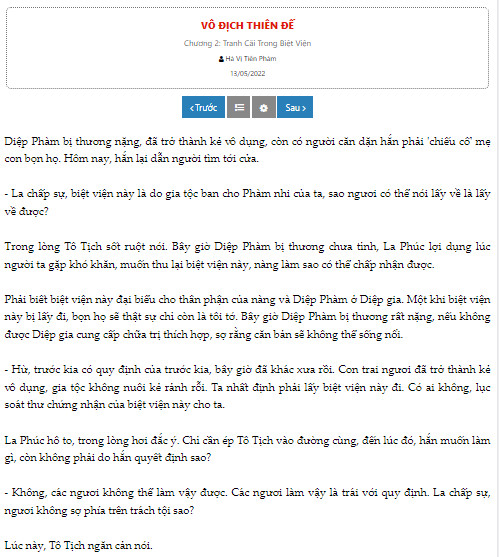 VÔ ĐỊCH THIÊN ĐẾ
Chương 2: Tranh Cãi Trong Biệt Viện
Hà Vị Tiên Phàm
13/05/2022
‹ Trước
Sau ›
Diệp Phàm bị thương nặng, đã trở thành kẻ vô dụng, còn có người căn dặn hắn phải 'chiếu cố' mẹ
con bọn họ. Hôm nay, hắn lại dẫn người tìm tới cửa.
- La chấp sự, biệt viện này là do gia tộc ban cho Phàm nhi của ta, sao ngươi có thể nói lấy về là lấy
về được?
Trong lòng Tô Tịch sốt ruột nói. Bây giờ Diệp Phàm bị thương chưa tỉnh, La Phúc lợi dụng lúc
người ta gặp khó khăn, muốn thu lại biệt viện này, nàng làm sao có thể chấp nhận được.
Phải biết biệt viện này đại biểu cho thân phận của nàng và Diệp Phàm ở Diệp gia. Một khi biệt viện
này bị lấy đi, bọn họ sẽ thật sự chỉ còn là tôi tớ. Bây giờ Diệp Phàm bị thương rất nặng, nếu không
được Diệp gia cung cấp chữa trị thích hợp, sợ rằng căn bản sẽ không thể sống nổi.
- Hừ, trước kia có quy định của trước kia, bây giờ đã khác xưa rồi. Con trai ngươi đã trở thành kẻ
vô dụng, gia tộc không nuôi kẻ rảnh rỗi. Ta nhất định phải lấy biệt viện này đi. Có ai không, lục
soát thư chứng nhận của biệt viện này cho ta.
La Phúc hô to, trong lòng hơi đắc ý. Chỉ cần ép Tô Tịch vào đường cùng, đến lúc đó, hắn muốn làm
gì, còn không phải do hắn quyết định sao?
- Không, các ngươi không thể làm vậy được. Các ngươi làm vậy là trái với quy định. La chấp sự,
ngươi không sợ phía trên trách tội sao?
Lúc này, Tô Tịch ngăn cản nói.